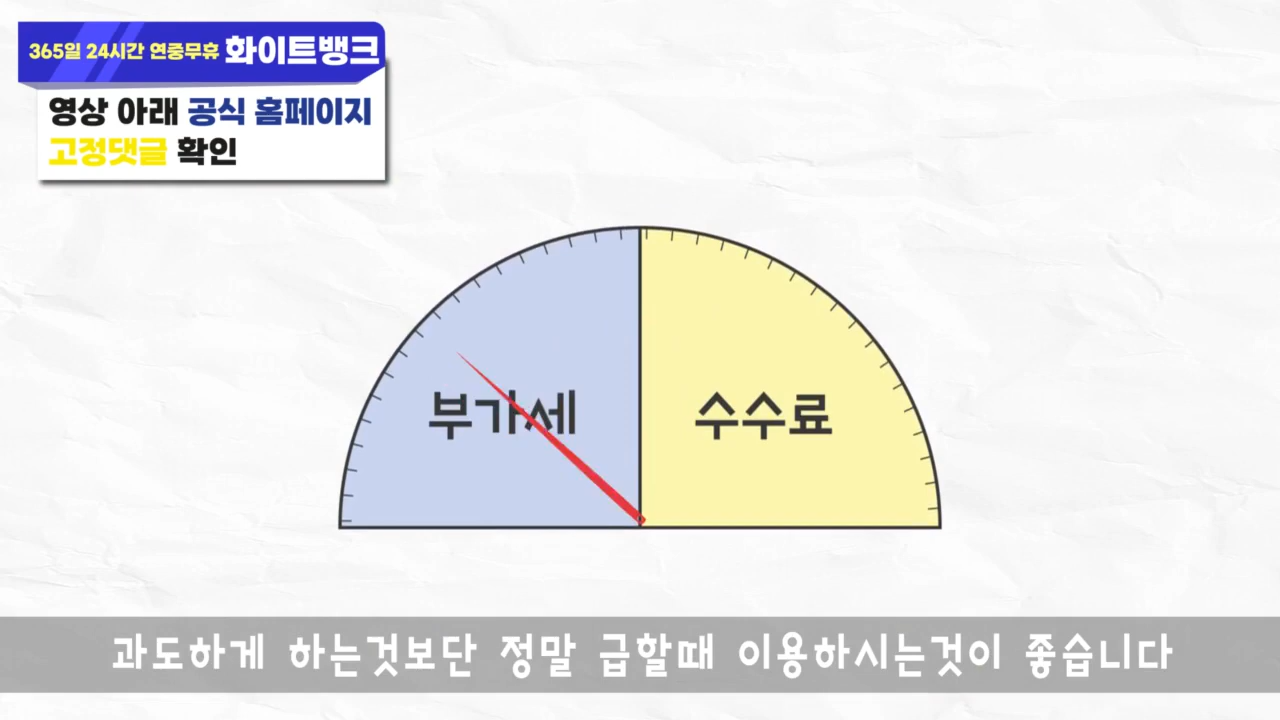 365일 24시간 연중무휴 화이트뱅크
영상 아래 공식 홈페이지
고정댓글 확인
부가세
수수료
과도하게 하는것보단 정말 급할때 이용하시는것이 좋습니다